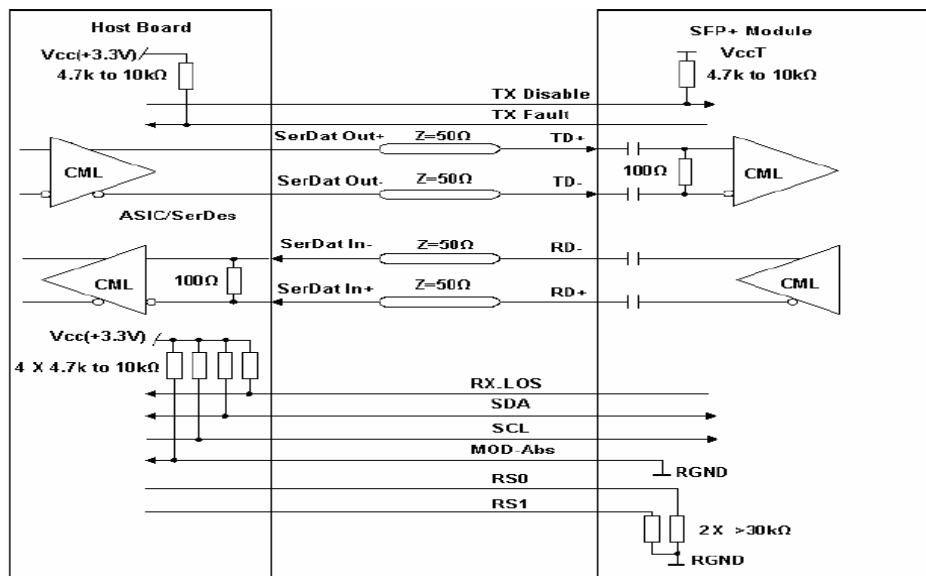 Host Board
SFP+ Module
Vcc(+3.3V)
4.7k to 10kΩ
VccT
4.7k to 10kΩ
TX Disable
TX Fault
SerDat Out+
Z=50Ω
TD+
CML
100Ω
CML
SerDat Out-
Z=50Ω
TD-
ASIC/SerDes
SerDat In-
Z=50Ω
RD-
CML
100Ω
CML
SerDat In+
Z=50Ω
RD+
Vcc(+3.3V)
4 X 4.7k to 10kΩ
RX-LOS
SDA
SCL
MOD-Abs
RGND
RS0
RS1
2 X >30kΩ
RGND